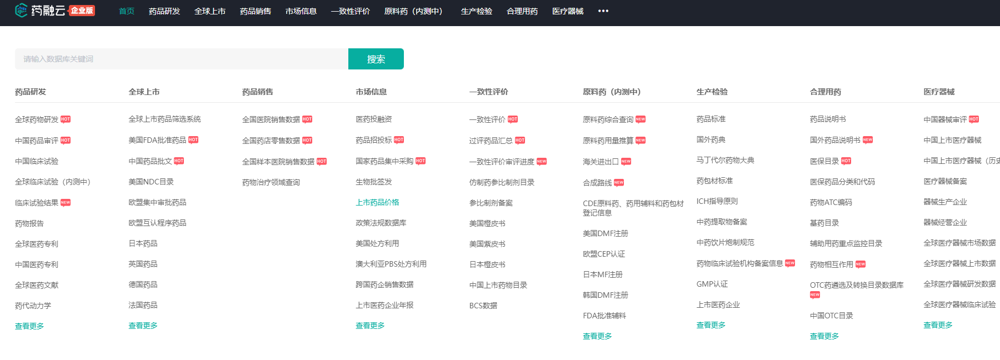 药融云 企业版 首页 药品研发 全球上市 药品销售 市场信息 一致性评价 原料药（内测中） 生产检验 合理用药 医疗器械 •••
请输入数据库关键词 搜索
药品研发
全球药物研发 HOT
中国药品审评 HOT
中国临床试验
全球临床试验（内测中）
临床试验结果 NEW
药物报告
全球医药专利
中国医药专利
全球医药文献
药代动力学
查看更多
全球上市
全球上市药品筛选系统
美国FDA批准药品 HOT
中国药品批文 HOT
美国NDC目录
欧盟集中审批药品
欧盟互认程序药品
日本药品
英国药品
德国药品
法国药品
查看更多
药品销售
全国医院销售数据 HOT
全国药店零售数据 HOT
全国样本医院销售数据 HOT
药物治疗领域查询
市场信息
医药投融资
药品招投标 HOT
国家药品集中采购 HOT
生物批签发
上市药品价格
政策法规数据库
美国处方利用
澳大利亚PBS处方利用
跨国药企销售数据
上市医药企业年报
查看更多
一致性评价
一致性评价 HOT
过评药品汇总 HOT
一致性评价审评进度 NEW
仿制药参比制剂目录
参比制剂备案
美国橙皮书
美国紫皮书
日本橙皮书
中国上市药物目录
BCS数据
原料药（内测中）
原料药综合查询 NEW
原料药用量推算 NEW
海关进出口 NEW
合成路线 NEW
CDE原料药、药用辅料和药包材
登记信息
美国DMF注册
欧盟CEP认证
日本MF注册
韩国DMF注册
FDA批准辅料
查看更多
生产检验
药品标准
国外药典
马丁代尔药物大典
药包材标准
ICH指导原则
中药提取物备案
中药饮片炮制规范
药物临床试验机构备案信息 NEW
GMP认证
上市医药企业
查看更多
合理用药
药品说明书
国外药品说明书 NEW
医保目录 HOT
医保药品分类和代码
药物ATC编码
基药目录
辅助用药重点监控目录
药物相互作用 NEW
OTC药遴选及转换目录数据库
NEW
中国OTC目录
查看更多
医疗器械
中国器械审评 HOT
中国上市医疗器械
中国上市医疗器械（历史
医疗器械备案
器械生产企业
器械经营企业
全球医疗器械市场数据
全球医疗器械上市数据
全球医疗器械研发数据
全球医疗器械临床试验
查看更多